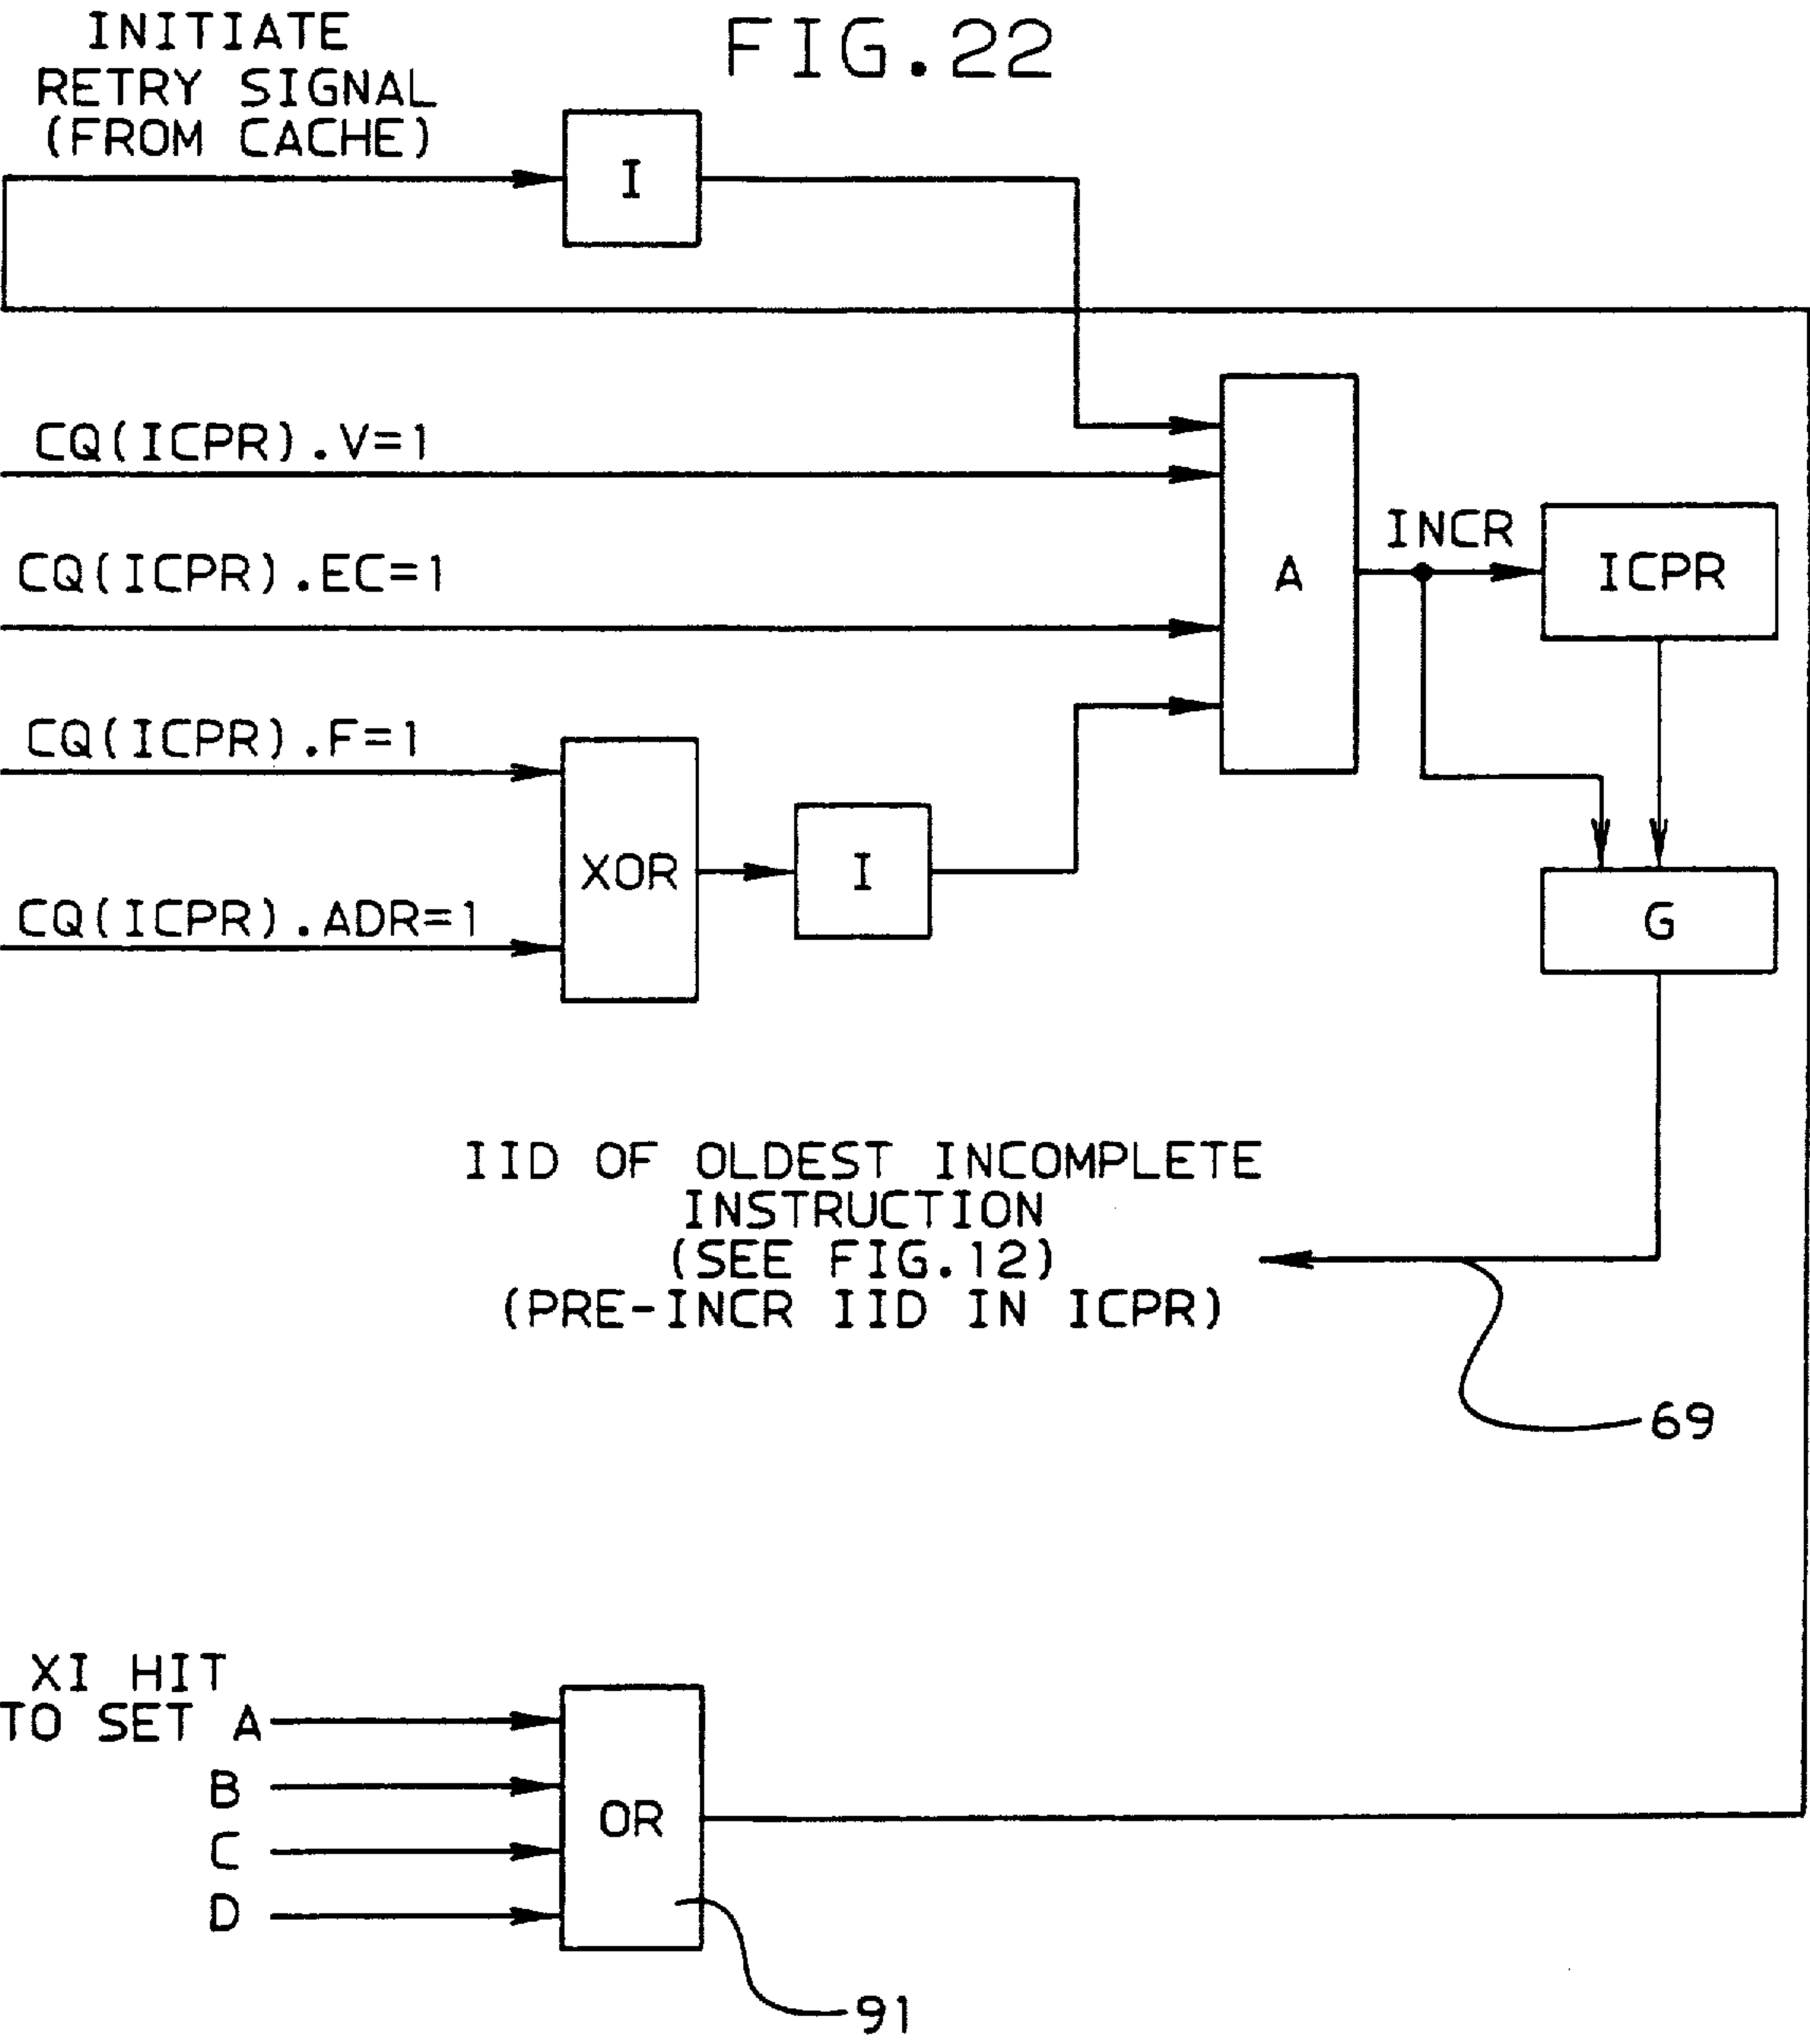 FIG.22
INITIATE
RETRY SIGNAL
(FROM CACHE)
I
CQ(ICPR).V=1
CQ(ICPR).EC=1
A
INCR
ICPR
CQ(ICPR).F=1
XOR
I
CQ(ICPR).ADR=1
G
IID OF OLDEST INCOMPLETE
INSTRUCTION
(SEE FIG.12)
(PRE-INCR IID IN ICPR)
69
XI HIT
TO SET A
B
C
D
OR
91